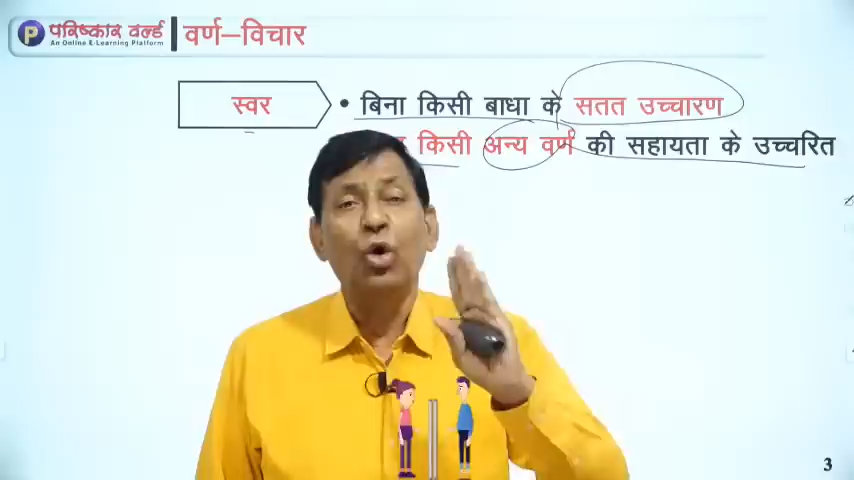 परिष्कार वर्ल्ड
An Online E-Learning Platform
वर्ण–विचार
स्वर
• बिना किसी बाधा के सतत उच्चारण
किसी अन्य वर्ण की सहायता के उच्चरित
3